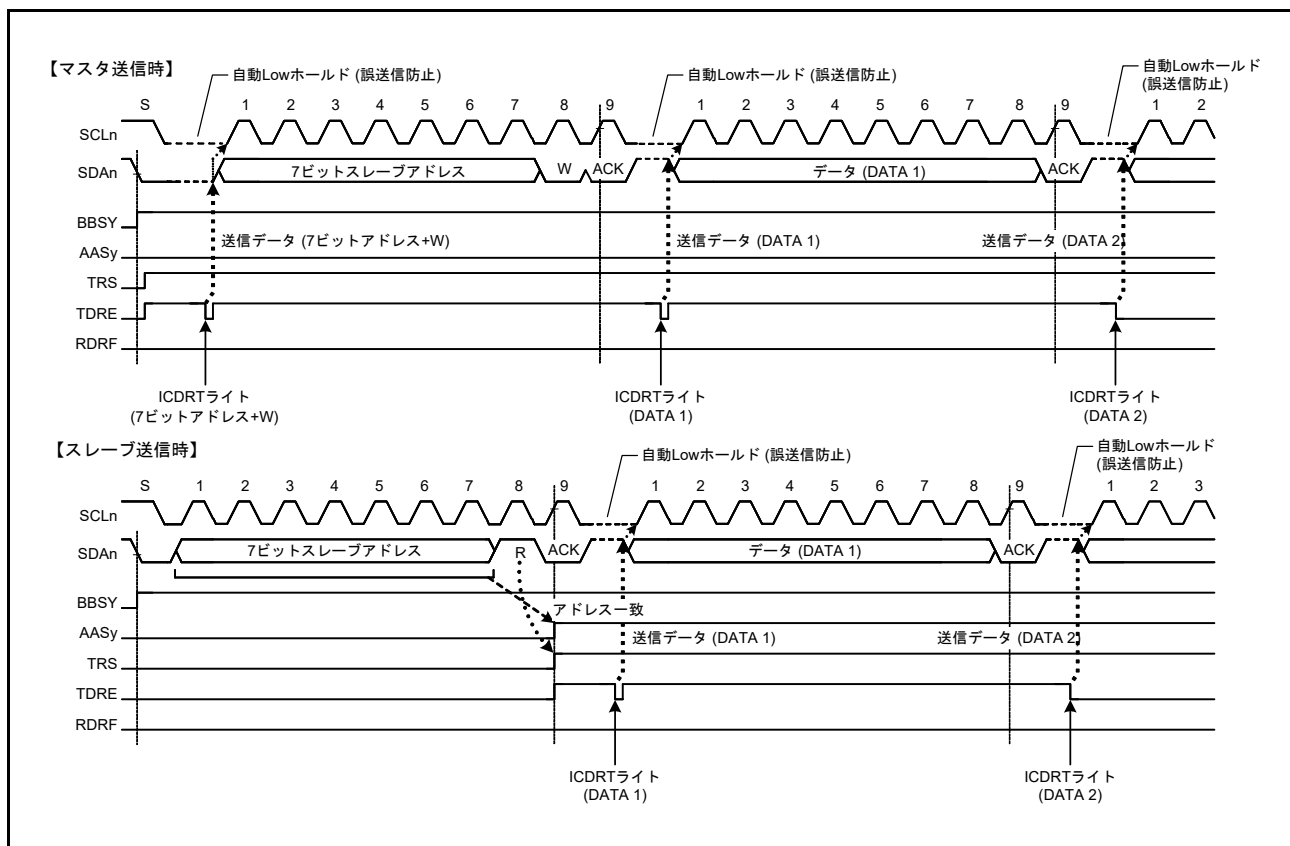 【マスタ送信時】
自動Lowホールド (誤送信防止)
自動Lowホールド (誤送信防止)
自動Lowホールド
(誤送信防止)
S 1 2 3 4 5 6 7 8 9 1 2 3 4 5 6 7 8 9 1 2
SCLn
SDAn
7ビットスレーブアドレス W ACK データ (DATA 1) ACK
BBSY
送信データ (7ビットアドレス+W) 送信データ (DATA 1) 送信データ (DATA 2)
AASy
TRS
TDRE
RDRF
ICDRTライト
(7ビットアドレス+W)
ICDRTライト
(DATA 1)
ICDRTライト
(DATA 2)
【スレーブ送信時】
自動Lowホールド (誤送信防止)
自動Lowホールド
(誤送信防止)
S 1 2 3 4 5 6 7 8 9 1 2 3 4 5 6 7 8 9 1 2 3
SCLn
SDAn
7ビットスレーブアドレス R ACK データ (DATA 1) ACK
BBSY
アドレス一致
AASy
送信データ (DATA 1) 送信データ (DATA 2)
TRS
TDRE
RDRF
ICDRTライト
(DATA 1)
ICDRTライト
(DATA 2)